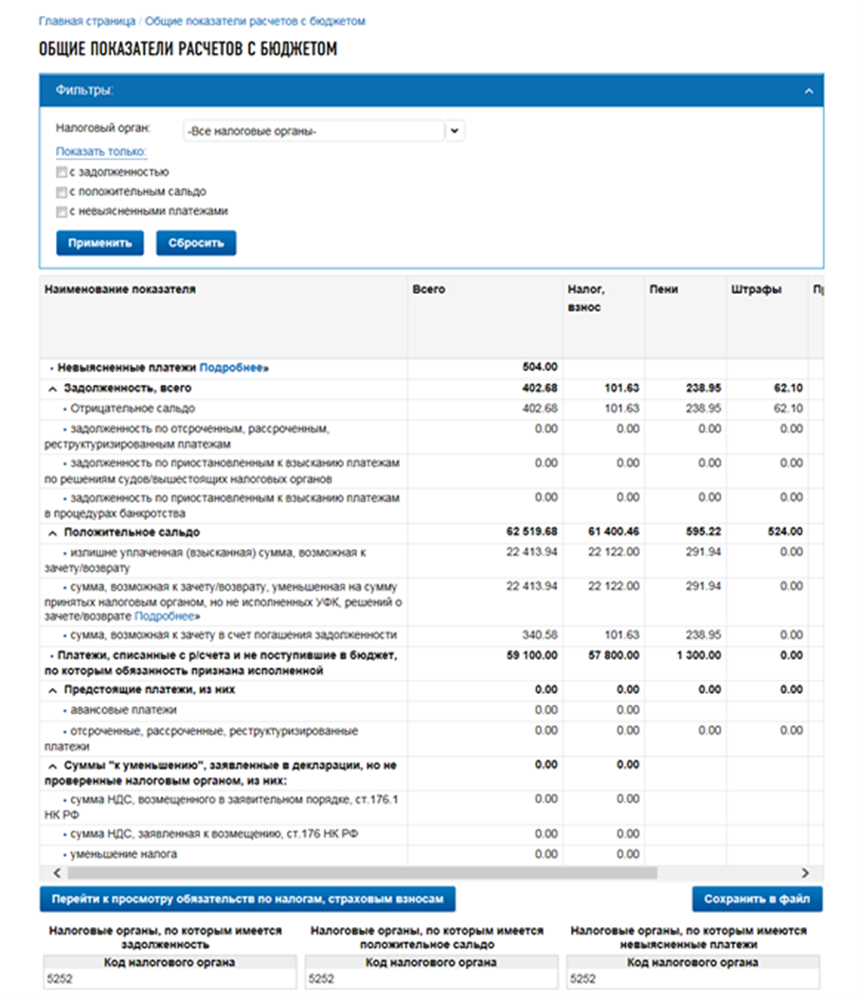 Главная страница / Общие показатели расчетов с бюджетом
ОБЩИЕ ПОКАЗАТЕЛИ РАСЧЕТОВ С БЮДЖЕТОМ
Фильтры:
Налоговый орган: -Все налоговые органы-
Показать только:
с задолженностью
с положительным сальдо
с невыясненными платежами
Применить Сбросить
Наименование показателя Всего Налог, Пени Штрафы
взнос
Невыясненные платежи Подробнее» 504.00
Задолженность, всего 402.68 101.63 238.95 62.10
Отрицательное сальдо 402.68 101.63 238.95 62.10
задолженность по отсроченным, рассроченным, 0.00 0.00 0.00 0.00
реструктуризированным платежам
задолженность по приостановленным к взысканию платежам 0.00 0.00 0.00 0.00
по решениям судов/вышестоящих налоговых органов
задолженность по приостановленным к взысканию платежам 0.00 0.00 0.00 0.00
в процедурах банкротства
Положительное сальдо 62 519.68 61 400.46 595.22 524.00
излишне уплаченная (взысканная) сумма, возможная к 22 413.94 22 122.00 291.94 0.00
зачету/возврату
сумма, возможная к зачету/возврату, уменьшенная на сумму 22 413.94 22 122.00 291.94 0.00
принятых налоговым органом, но не исполненных УФК, решений о
зачете/возврате Подробнее»
сумма, возможная к зачету в счет погашения задолженности 340.58 101.63 238.95 0.00
Платежи, списанные с р/счета и не поступившие в бюджет, 59 100.00 57 800.00 1 300.00 0.00
по которым обязанность признана исполненной
Предстоящие платежи, из них 0.00 0.00 0.00 0.00
авансовые платежи 0.00 0.00
отсроченные, рассроченные, реструктуризированные 0.00 0.00 0.00 0.00
платежи
Суммы "к уменьшению", заявленные в декларации, но не 0.00 0.00
проверенные налоговым органом, из них:
сумма НДС, возмещенного в заявительном порядке, ст.176.1 0.00 0.00
НК РФ
сумма НДС, заявленная к возмещению, ст.176 НК РФ 0.00 0.00
уменьшение налога 0.00 0.00
Перейти к просмотру обязательств по налогам, страховым взносам Сохранить в файл
Налоговые органы, по которым имеется Налоговые органы, по которым имеется Налоговые органы, по которым имеются
задолженность положительное сальдо невыясненные платежи
Код налогового органа Код налогового органа Код налогового органа
5252 5252 5252